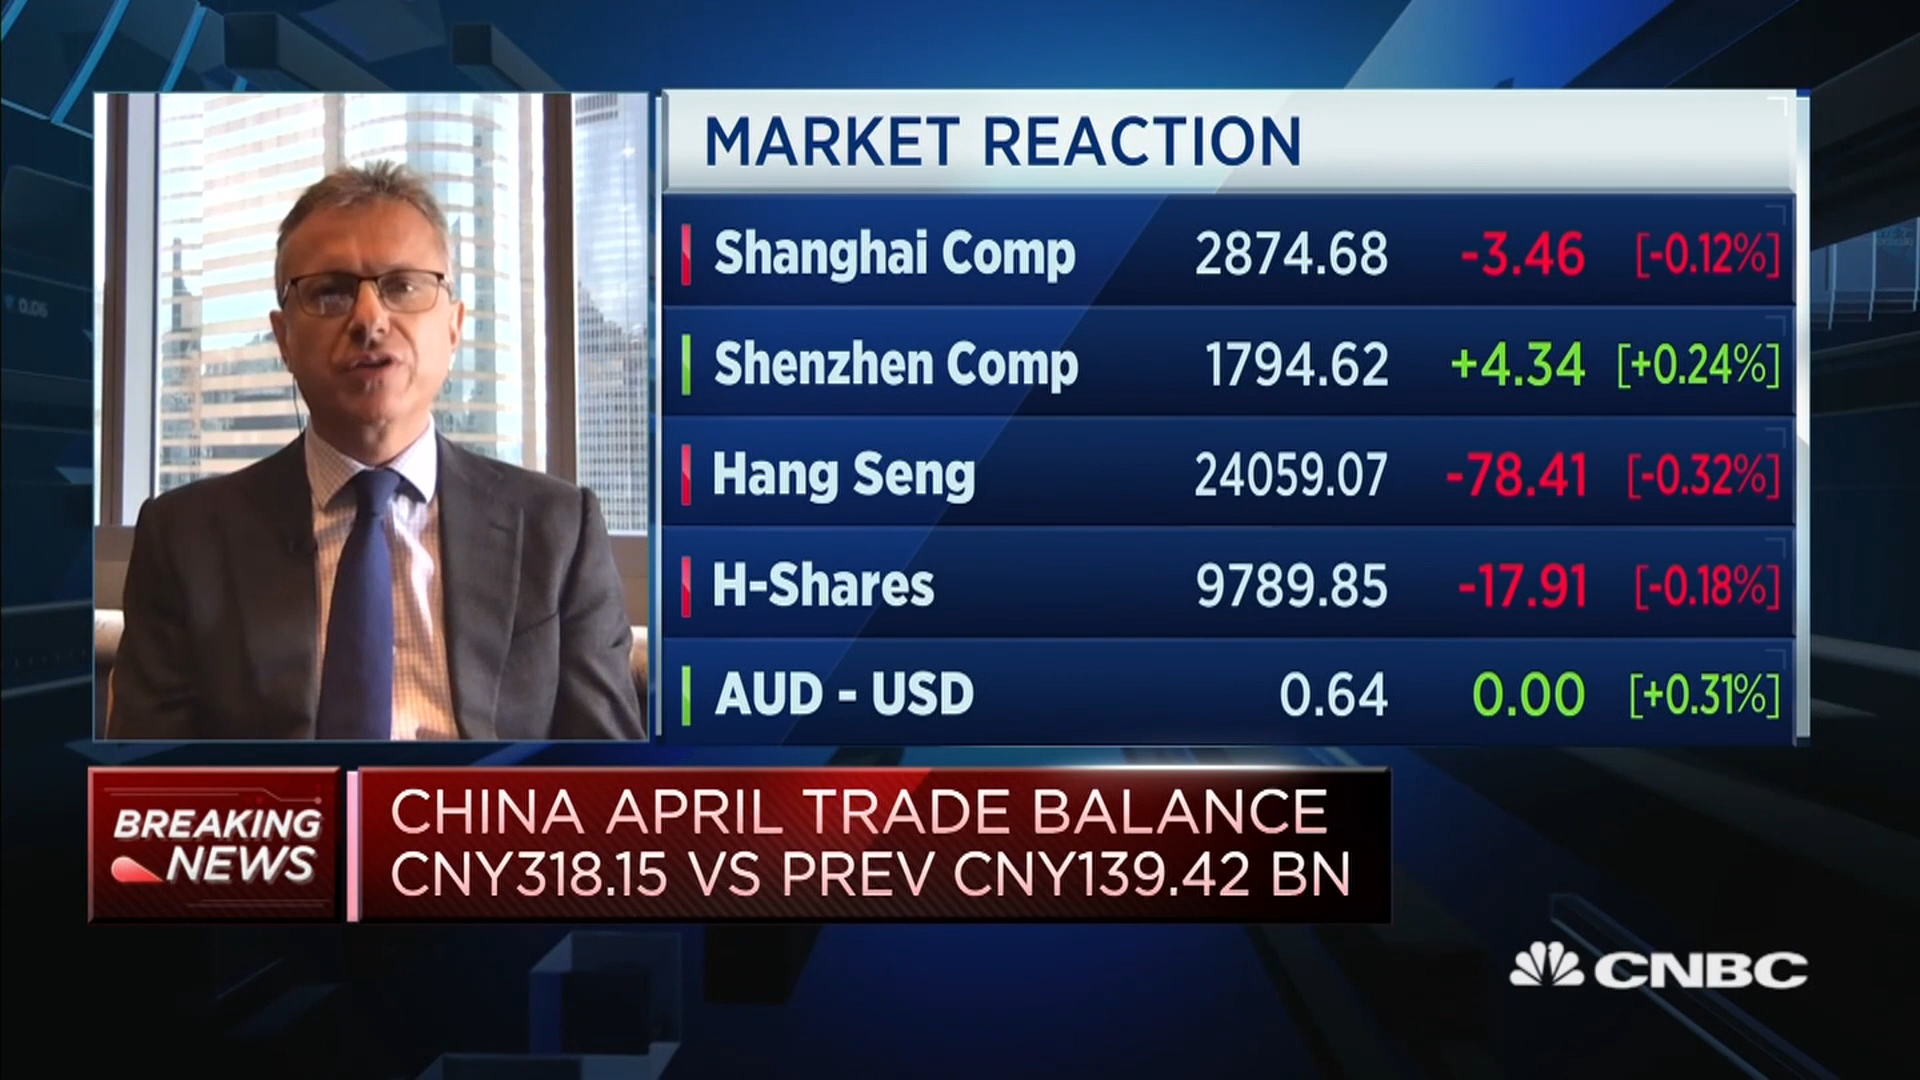 MARKET REACTION
Shanghai Comp 2874.68 -3.46 [-0.12%]
Shenzhen Comp 1794.62 +4.34 [+0.24%]
Hang Seng 24059.07 -78.41 [-0.32%]
H-Shares 9789.85 -17.91 [-0.18%]
AUD - USD 0.64 0.00 [+0.31%]
BREAKING
NEWS
CHINA APRIL TRADE BALANCE
CNY318.15 VS PREV CNY139.42 BN
CNBC
0.06